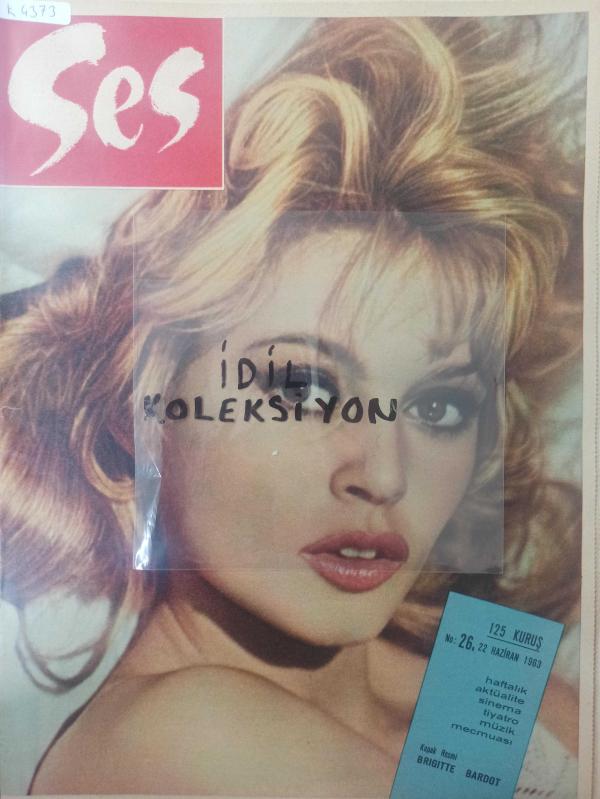 K 4373
Ses
İDİL
KOLEKSİYON
125 KURUŞ
No: 26, 22 HAZİRAN 1963
haftalık
aktüalite
sinema
tiyatro
müzik
mecmuası
Kapak Resmi
BRIGITTE BARDOT